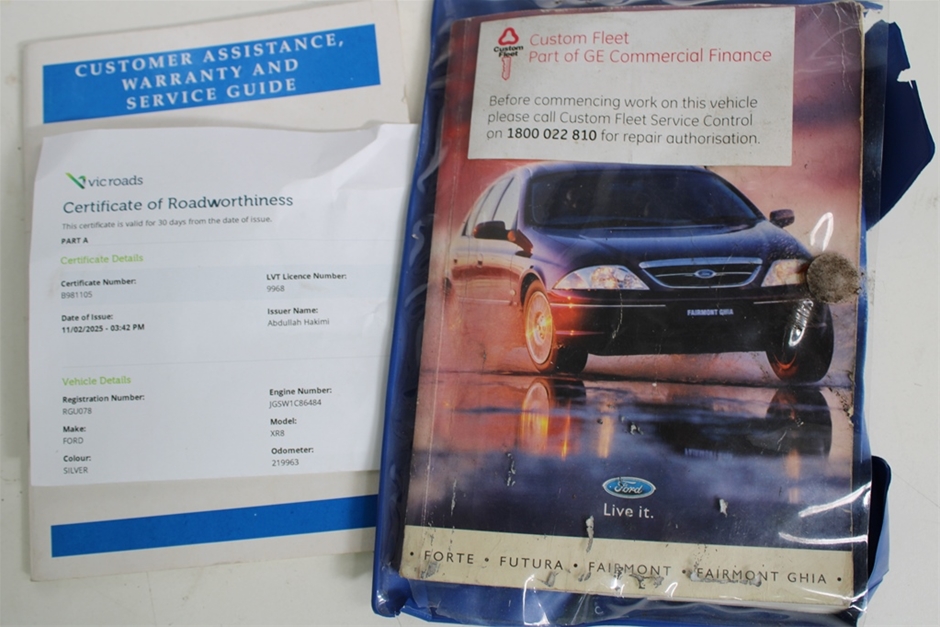 CUSTOMER ASSISTANCE,
WARRANTY AND
SERVICE GUIDE
vicroads
Certificate of Roadworthiness
This certificate is valid for 30 days from the date of issue.
PART A
Certificate Details
Certificate Number:
B981105
LVT Licence Number:
9968
Date of Issue:
11/02/2025 - 03:42 PM
Issuer Name:
Abdullah Hakimi
Vehicle Details
Registration Number:
RGU078
Engine Number:
JGSW1C86484
Make:
FORD
Model:
XR8
Colour:
SILVER
Odometer:
219963
Custom
Fleet
Custom Fleet
Part of GE Commercial Finance
Before commencing work on this vehicle
please call Custom Fleet Service Control
on 1800 022 810 for repair authorisation.
FAIRMONT GHIA
Ford
Live it.
• FORTE • FUTURA • FAIRMONT • FAIRMONT GHIA •